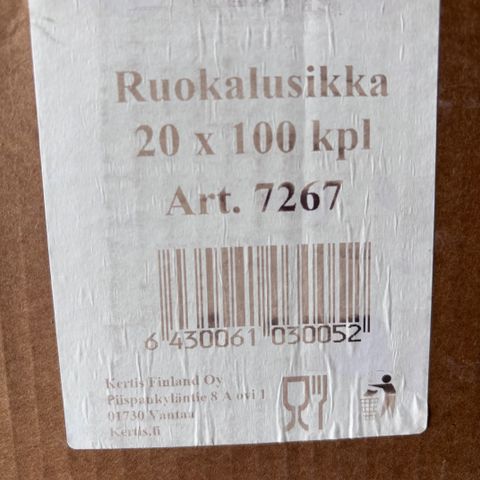 Ruokalusikka
20 x 100 kpl
Art. 7267
6 430061 030052
Kertis Finland Oy
Piispankyläntie 8 A ovi 1
01730 Vantaa
Kertis.fi